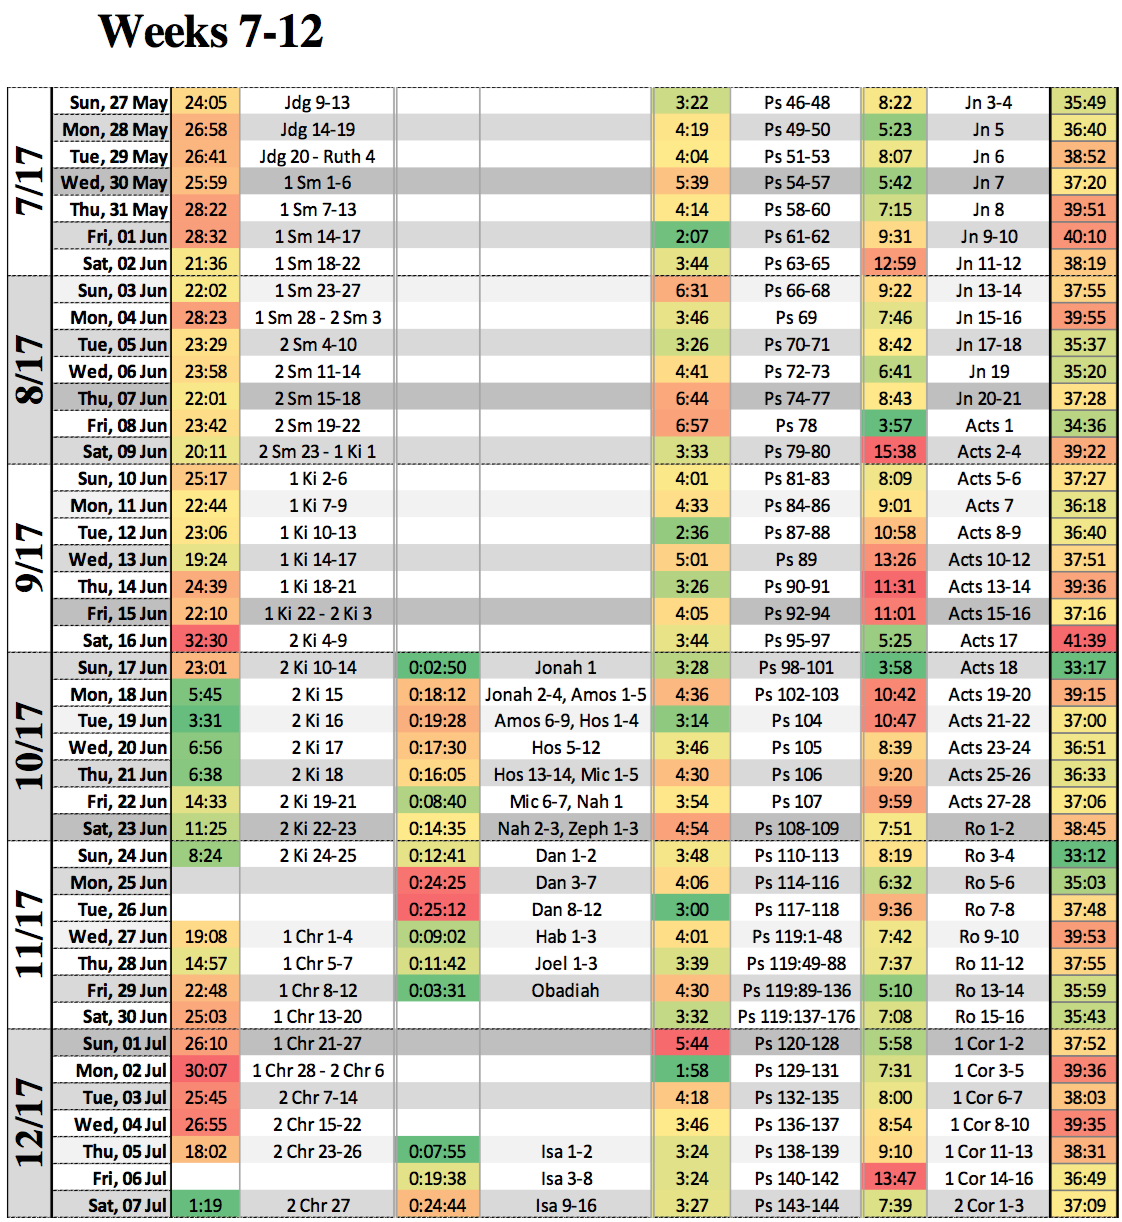 Weeks 7-12
7/17
Sun, 27 May 24:05 Jdg 9-13 3:22 Ps 46-48 8:22 Jn 3-4 35:49
Mon, 28 May 26:58 Jdg 14-19 4:19 Ps 49-50 5:23 Jn 5 36:40
Tue, 29 May 26:41 Jdg 20 - Ruth 4 4:04 Ps 51-53 8:07 Jn 6 38:52
Wed, 30 May 25:59 1 Sm 1-6 5:39 Ps 54-57 5:42 Jn 7 37:20
Thu, 31 May 28:22 1 Sm 7-13 4:14 Ps 58-60 7:15 Jn 8 39:51
Fri, 01 Jun 28:32 1 Sm 14-17 2:07 Ps 61-62 9:31 Jn 9-10 40:10
Sat, 02 Jun 21:36 1 Sm 18-22 3:44 Ps 63-65 12:59 Jn 11-12 38:19
8/17
Sun, 03 Jun 22:02 1 Sm 23-27 6:31 Ps 66-68 9:22 Jn 13-14 37:55
Mon, 04 Jun 28:23 1 Sm 28 - 2 Sm 3 3:46 Ps 69 7:46 Jn 15-16 39:55
Tue, 05 Jun 23:29 2 Sm 4-10 3:26 Ps 70-71 8:42 Jn 17-18 35:37
Wed, 06 Jun 23:58 2 Sm 11-14 4:41 Ps 72-73 6:41 Jn 19 35:20
Thu, 07 Jun 22:01 2 Sm 15-18 6:44 Ps 74-77 8:43 Jn 20-21 37:28
Fri, 08 Jun 23:42 2 Sm 19-22 6:57 Ps 78 3:57 Acts 1 34:36
Sat, 09 Jun 20:11 2 Sm 23 - 1 Ki 1 3:33 Ps 79-80 15:38 Acts 2-4 39:22
9/17
Sun, 10 Jun 25:17 1 Ki 2-6 4:01 Ps 81-83 8:09 Acts 5-6 37:27
Mon, 11 Jun 22:44 1 Ki 7-9 4:33 Ps 84-86 9:01 Acts 7 36:18
Tue, 12 Jun 23:06 1 Ki 10-13 2:36 Ps 87-88 10:58 Acts 8-9 36:40
Wed, 13 Jun 19:24 1 Ki 14-17 5:01 Ps 89 13:26 Acts 10-12 37:51
Thu, 14 Jun 24:39 1 Ki 18-21 3:26 Ps 90-91 11:31 Acts 13-14 39:36
Fri, 15 Jun 22:10 1 Ki 22 - 2 Ki 3 4:05 Ps 92-94 11:01 Acts 15-16 37:16
Sat, 16 Jun 32:30 2 Ki 4-9 3:44 Ps 95-97 5:25 Acts 17 41:39
10/17
Sun, 17 Jun 23:01 2 Ki 10-14 0:02:50 Jonah 1 3:28 Ps 98-101 3:58 Acts 18 33:17
Mon, 18 Jun 5:45 2 Ki 15 0:18:12 Jonah 2-4, Amos 1-5 4:36 Ps 102-103 10:42 Acts 19-20 39:15
Tue, 19 Jun 3:31 2 Ki 16 0:19:28 Amos 6-9, Hos 1-4 3:14 Ps 104 10:47 Acts 21-22 37:00
Wed, 20 Jun 6:56 2 Ki 17 0:17:30 Hos 5-12 3:46 Ps 105 8:39 Acts 23-24 36:51
Thu, 21 Jun 6:38 2 Ki 18 0:16:05 Hos 13-14, Mic 1-5 4:30 Ps 106 9:20 Acts 25-26 36:33
Fri, 22 Jun 14:33 2 Ki 19-21 0:08:40 Mic 6-7, Nah 1 3:54 Ps 107 9:59 Acts 27-28 37:06
Sat, 23 Jun 11:25 2 Ki 22-23 0:14:35 Nah 2-3, Zeph 1-3 4:54 Ps 108-109 7:51 Ro 1-2 38:45
11/17
Sun, 24 Jun 8:24 2 Ki 24-25 0:12:41 Dan 1-2 3:48 Ps 110-113 8:19 Ro 3-4 33:12
Mon, 25 Jun 0:24:25 Dan 3-7 4:06 Ps 114-116 6:32 Ro 5-6 35:03
Tue, 26 Jun 0:25:12 Dan 8-12 3:00 Ps 117-118 9:36 Ro 7-8 37:48
Wed, 27 Jun 19:08 1 Chr 1-4 0:09:02 Hab 1-3 4:01 Ps 119:1-48 7:42 Ro 9-10 39:53
Thu, 28 Jun 14:57 1 Chr 5-7 0:11:42 Joel 1-3 3:39 Ps 119:49-88 7:37 Ro 11-12 37:55
Fri, 29 Jun 22:48 1 Chr 8-12 0:03:31 Obadiah 4:30 Ps 119:89-136 5:10 Ro 13-14 35:59
Sat, 30 Jun 25:03 1 Chr 13-20 3:32 Ps 119:137-176 7:08 Ro 15-16 35:43
12/17
Sun, 01 Jul 26:10 1 Chr 21-27 5:44 Ps 120-128 5:58 1 Cor 1-2 37:52
Mon, 02 Jul 30:07 1 Chr 28 - 2 Chr 6 1:58 Ps 129-131 7:31 1 Cor 3-5 39:36
Tue, 03 Jul 25:45 2 Chr 7-14 4:18 Ps 132-135 8:00 1 Cor 6-7 38:03
Wed, 04 Jul 26:55 2 Chr 15-22 3:46 Ps 136-137 8:54 1 Cor 8-10 39:35
Thu, 05 Jul 18:02 2 Chr 23-26 0:07:55 Isa 1-2 3:24 Ps 138-139 9:10 1 Cor 11-13 38:31
Fri, 06 Jul 0:19:38 Isa 3-8 3:24 Ps 140-142 13:47 1 Cor 14-16 36:49
Sat, 07 Jul 1:19 2 Chr 27 0:24:44 Isa 9-16 3:27 Ps 143-144 7:39 2 Cor 1-3 37:09